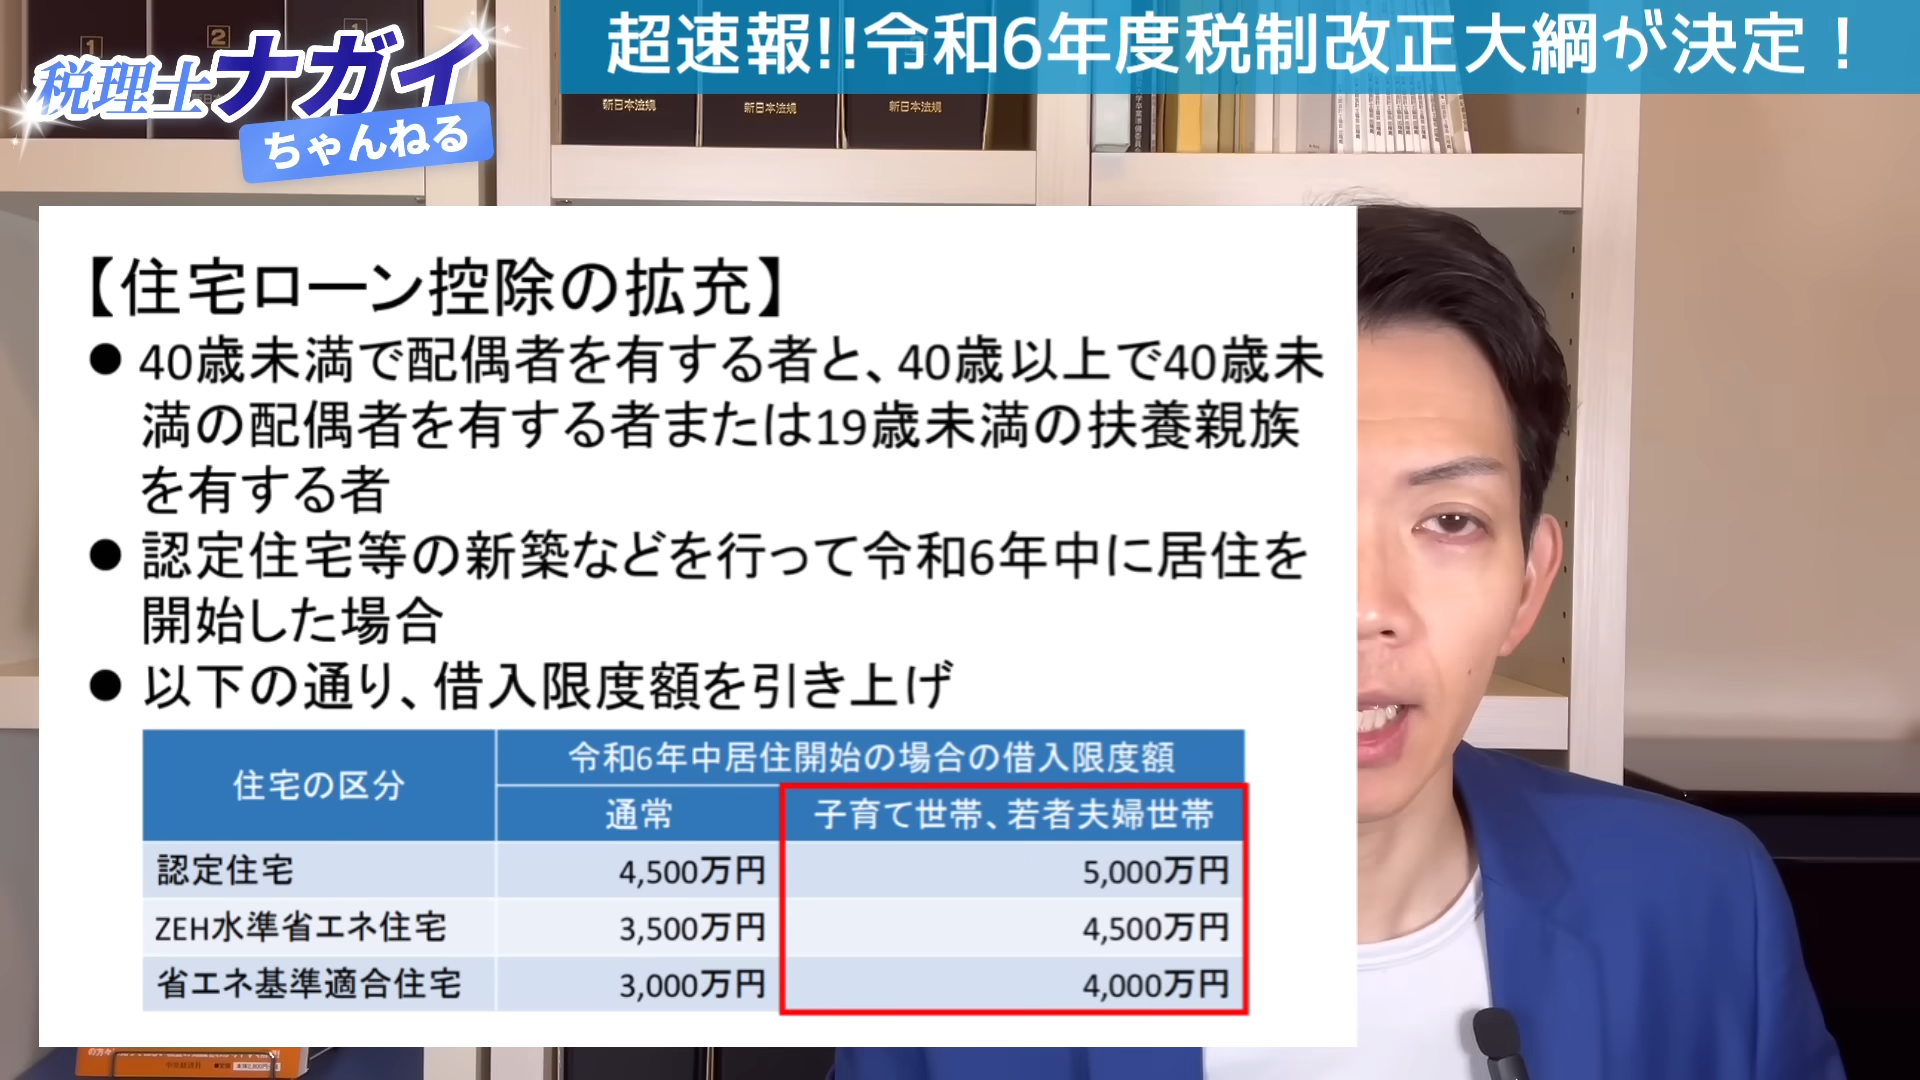 超速報!!令和6年度税制改正大綱が決定！
税理士ナガイ
ちゃんねる
1
2
1
新日本法規
新日本法規
新日本法規
【住宅ローン控除の拡充】
● 40歳未満で配偶者を有する者と、40歳以上で40歳未
満の配偶者を有する者または19歳未満の扶養親族
を有する者
● 認定住宅等の新築などを行って令和6年中に居住を
開始した場合
● 以下の通り、借入限度額を引き上げ
住宅の区分
令和6年中居住開始の場合の借入限度額
通常
子育て世帯、若者夫婦世帯
認定住宅 4,500万円 5,000万円
ZEH水準省エネ住宅 3,500万円 4,500万円
省エネ基準適合住宅 3,000万円 4,000万円